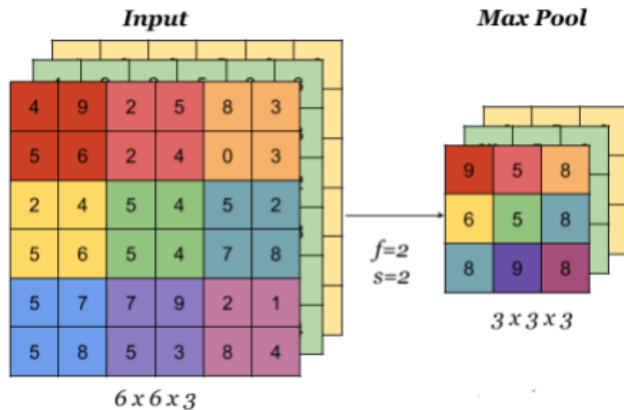 Input
Max Pool
4 9 2 5 8 3
5 6 2 4 0 3
2 4 5 4 5 2
5 6 5 4 7 8
5 7 7 9 2 1
5 8 5 3 8 4
f=2
s=2
9 5 8
6 5 8
8 9 8
6 x 6 x 3
3 x 3 x 3